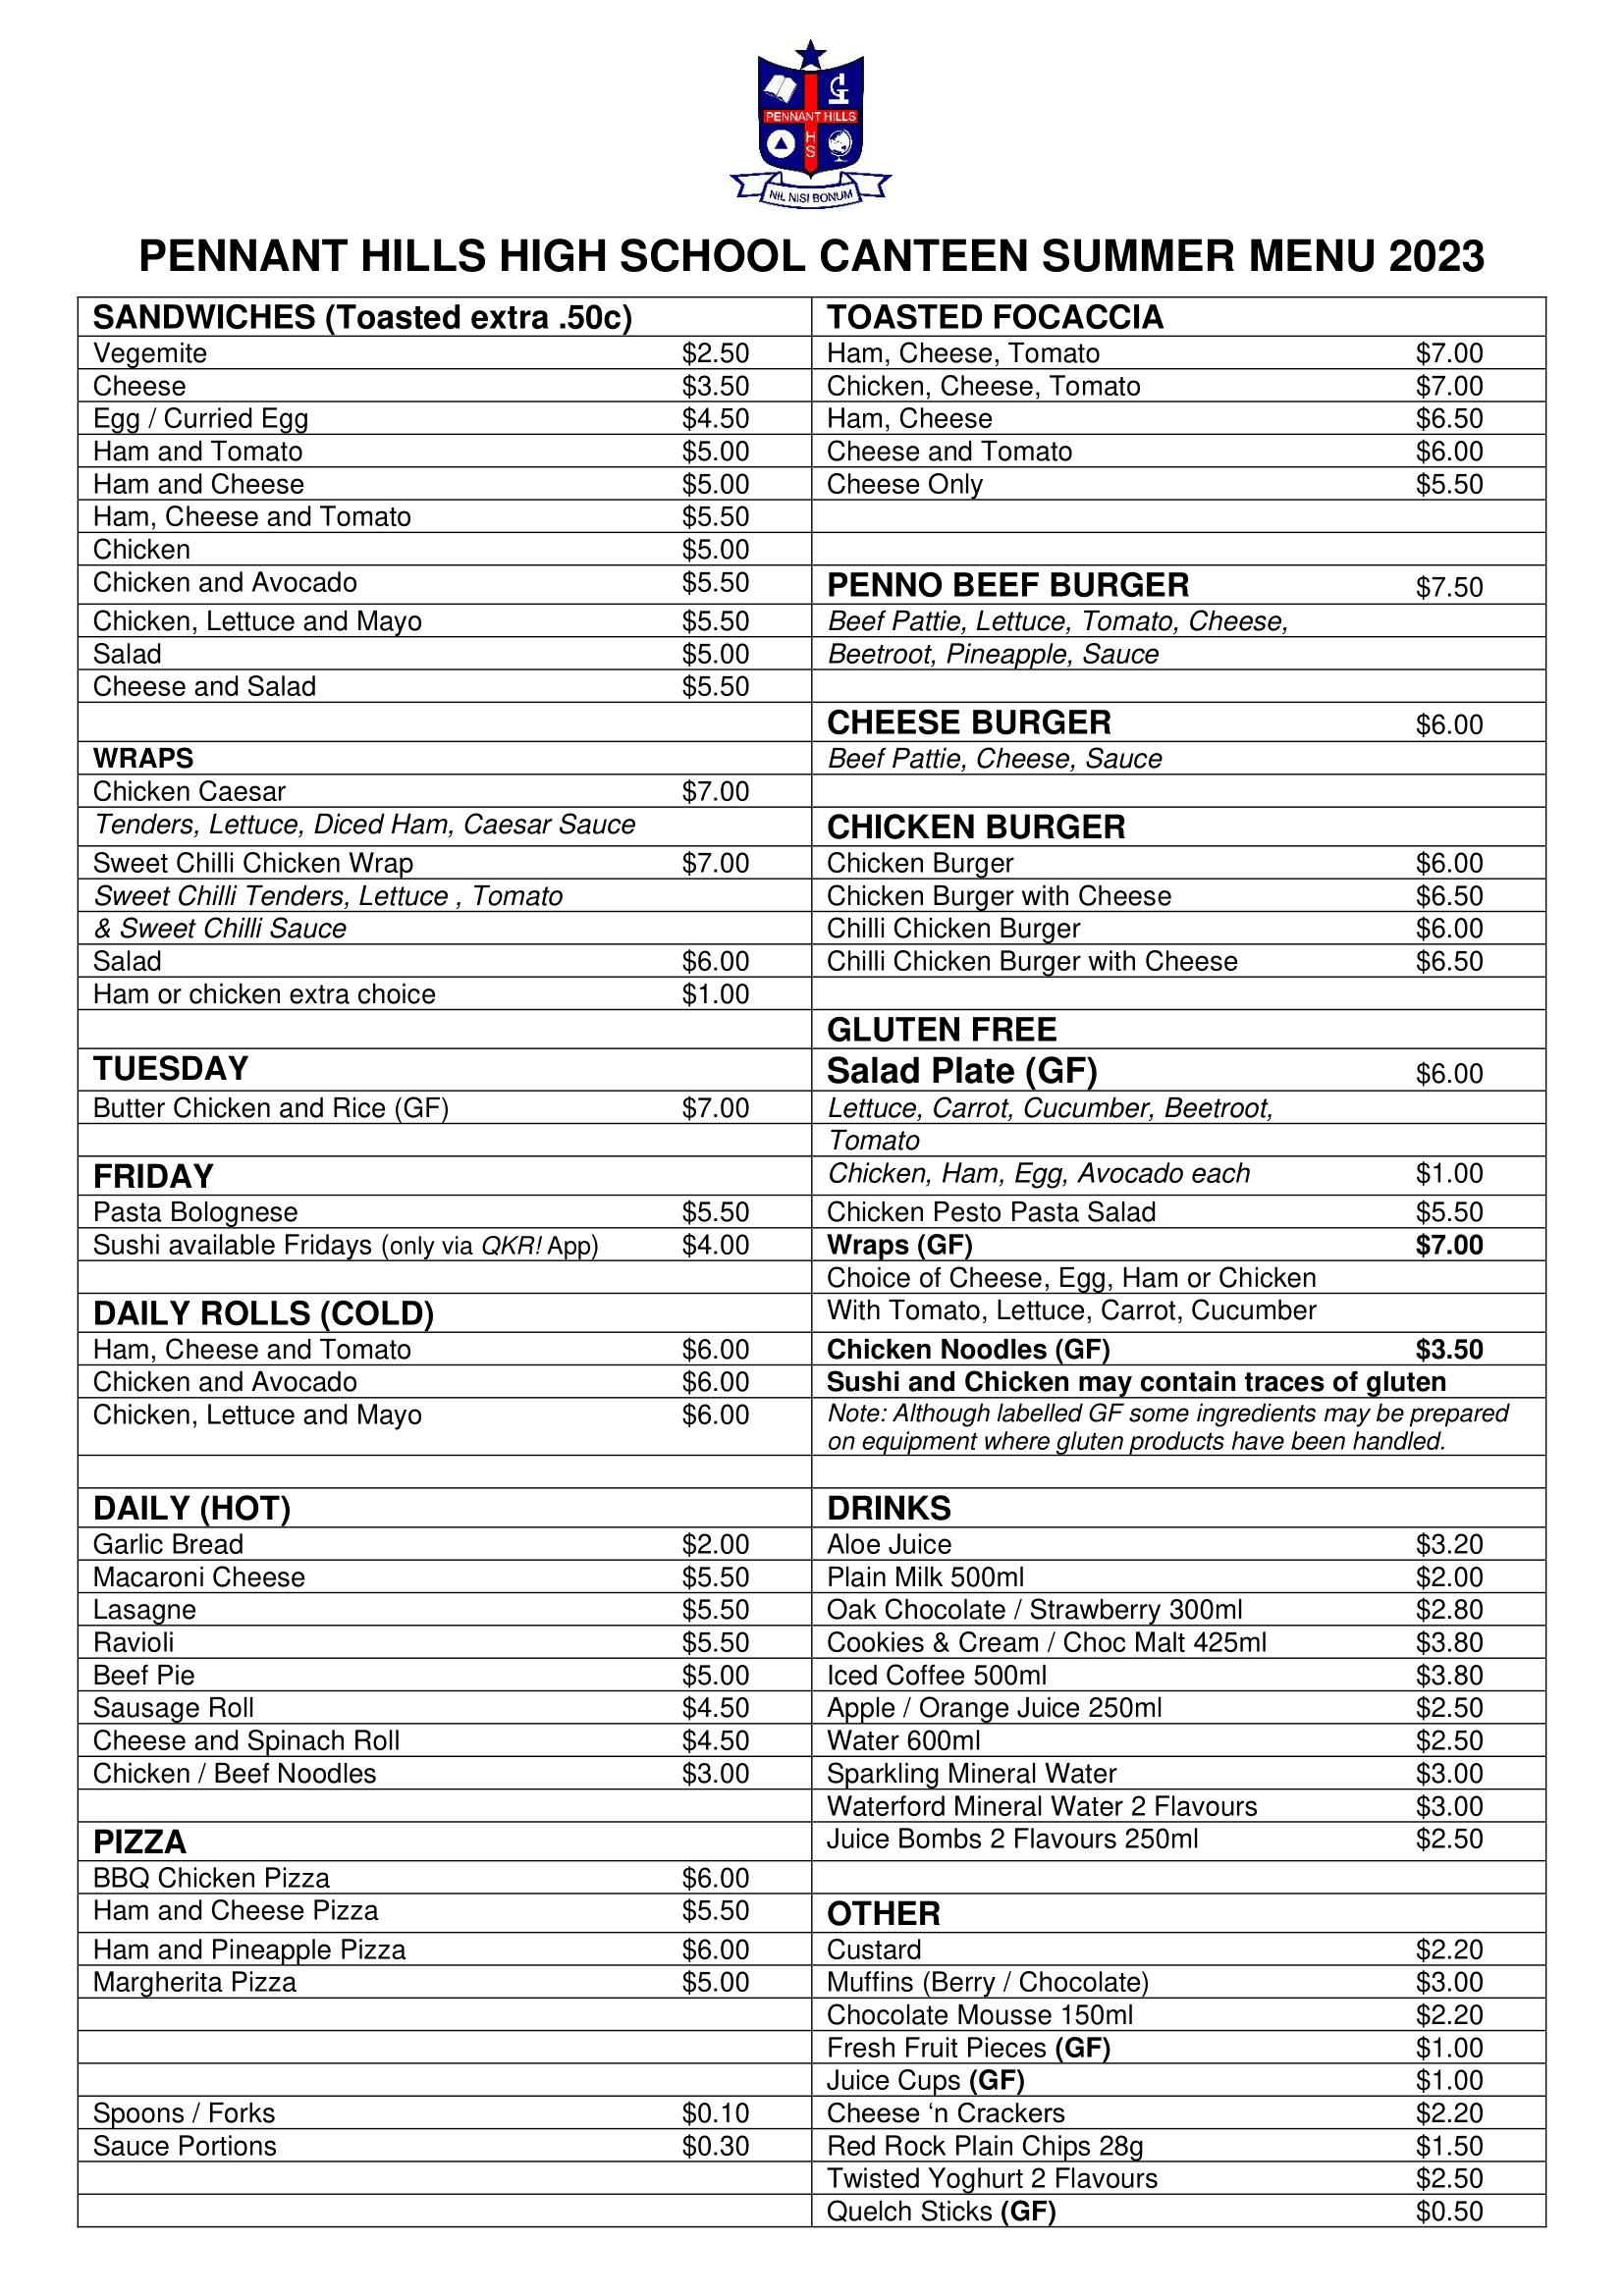 PENNANT HILLS
H
S
NIL NISI BONUM
PENNANT HILLS HIGH SCHOOL CANTEEN SUMMER MENU 2023
SANDWICHES (Toasted extra .50c)
Vegemite $2.50
Cheese $3.50
Egg / Curried Egg $4.50
Ham and Tomato $5.00
Ham and Cheese $5.00
Ham, Cheese and Tomato $5.50
Chicken $5.00
Chicken and Avocado $5.50
Chicken, Lettuce and Mayo $5.50
Salad $5.00
Cheese and Salad $5.50
WRAPS
Chicken Caesar $7.00
Tenders, Lettuce, Diced Ham, Caesar Sauce
Sweet Chilli Chicken Wrap $7.00
Sweet Chilli Tenders, Lettuce , Tomato
& Sweet Chilli Sauce
Salad $6.00
Ham or chicken extra choice $1.00
TUESDAY
Butter Chicken and Rice (GF) $7.00
FRIDAY
Pasta Bolognese $5.50
Sushi available Fridays (only via QKR! App) $4.00
DAILY ROLLS (COLD)
Ham, Cheese and Tomato $6.00
Chicken and Avocado $6.00
Chicken, Lettuce and Mayo $6.00
DAILY (HOT)
Garlic Bread $2.00
Macaroni Cheese $5.50
Lasagne $5.50
Ravioli $5.50
Beef Pie $5.00
Sausage Roll $4.50
Cheese and Spinach Roll $4.50
Chicken / Beef Noodles $3.00
PIZZA
BBQ Chicken Pizza $6.00
Ham and Cheese Pizza $5.50
Ham and Pineapple Pizza $6.00
Margherita Pizza $5.00
Spoons / Forks $0.10
Sauce Portions $0.30
TOASTED FOCACCIA
Ham, Cheese, Tomato $7.00
Chicken, Cheese, Tomato $7.00
Ham, Cheese $6.50
Cheese and Tomato $6.00
Cheese Only $5.50
PENNO BEEF BURGER $7.50
Beef Pattie, Lettuce, Tomato, Cheese,
Beetroot, Pineapple, Sauce
CHEESE BURGER $6.00
Beef Pattie, Cheese, Sauce
CHICKEN BURGER
Chicken Burger $6.00
Chicken Burger with Cheese $6.50
Chilli Chicken Burger $6.00
Chilli Chicken Burger with Cheese $6.50
GLUTEN FREE
Salad Plate (GF) $6.00
Lettuce, Carrot, Cucumber, Beetroot,
Tomato
Chicken, Ham, Egg, Avocado each $1.00
Chicken Pesto Pasta Salad $5.50
Wraps (GF) $7.00
Choice of Cheese, Egg, Ham or Chicken
With Tomato, Lettuce, Carrot, Cucumber
Chicken Noodles (GF) $3.50
Sushi and Chicken may contain traces of gluten
Note: Although labelled GF some ingredients may be prepared
on equipment where gluten products have been handled.
DRINKS
Aloe Juice $3.20
Plain Milk 500ml $2.00
Oak Chocolate / Strawberry 300ml $2.80
Cookies & Cream / Choc Malt 425ml $3.80
Iced Coffee 500ml $3.80
Apple / Orange Juice 250ml $2.50
Water 600ml $2.50
Sparkling Mineral Water $3.00
Waterford Mineral Water 2 Flavours $3.00
Juice Bombs 2 Flavours 250ml $2.50
OTHER
Custard $2.20
Muffins (Berry / Chocolate) $3.00
Chocolate Mousse 150ml $2.20
Fresh Fruit Pieces (GF) $1.00
Juice Cups (GF) $1.00
Cheese ‘n Crackers $2.20
Red Rock Plain Chips 28g $1.50
Twisted Yoghurt 2 Flavours $2.50
Quelch Sticks (GF) $0.50